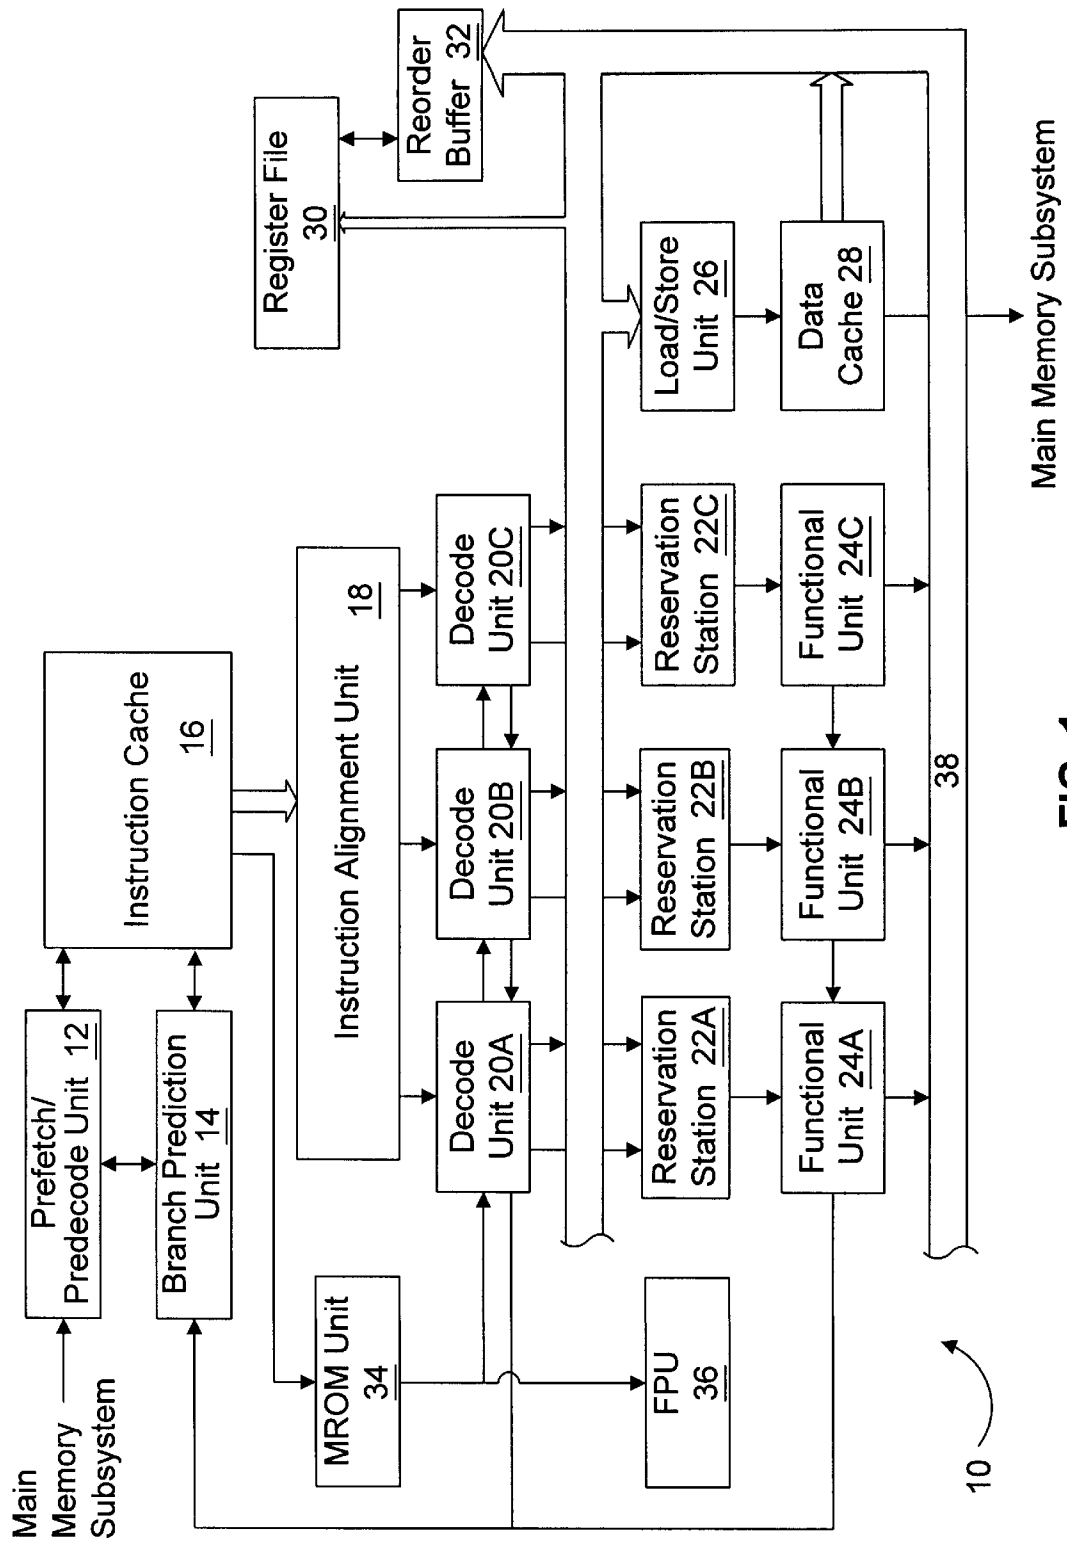 Main
Memory
Subsystem
Prefetch/
Predecode Unit 12
Branch Prediction
Unit 14
Instruction Cache
16
Register File
30
Reorder
Buffer 32
MROM Unit
34
Instruction Alignment Unit
18
Decode
Unit 20A
Decode
Unit 20B
Decode
Unit 20C
FPU
36
Reservation
Station 22A
Reservation
Station 22B
Reservation
Station 22C
Load/Store
Unit 26
Functional
Unit 24A
Functional
Unit 24B
Functional
Unit 24C
Data
Cache 28
38
10
Main Memory Subsystem